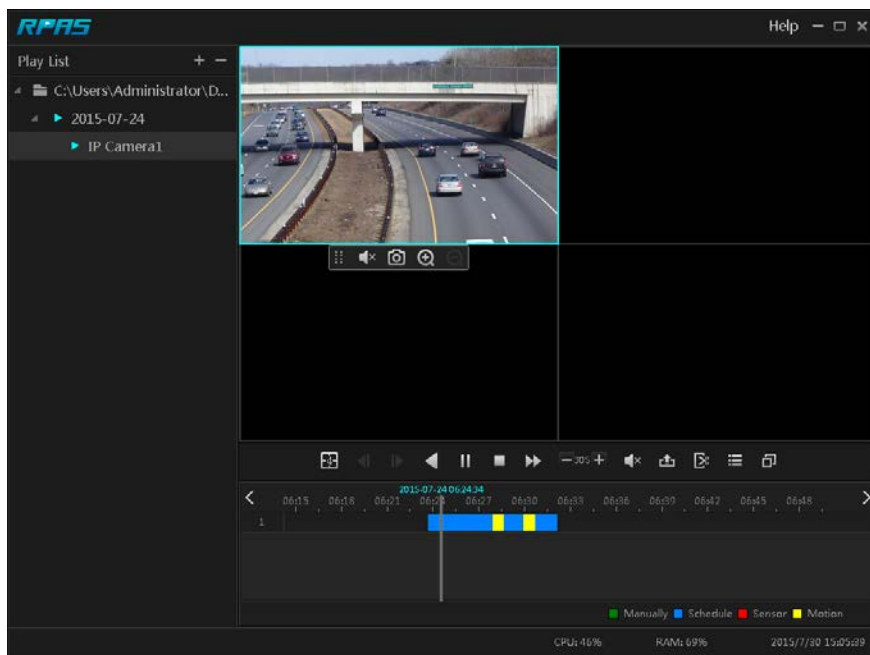 RPAS
Help
Play List
C:\Users\Administrator\D...
2015-07-24
IP Camera1
30S
2015-07-24 06:24:34
06:15 06:18 06:21 06:24 06:27 06:30 06:33 06:36 06:39 06:42 06:45 06:48
1
Manually Schedule Sensor Motion
CPU: 46% RAM: 69% 2015/7/30 15:05:39